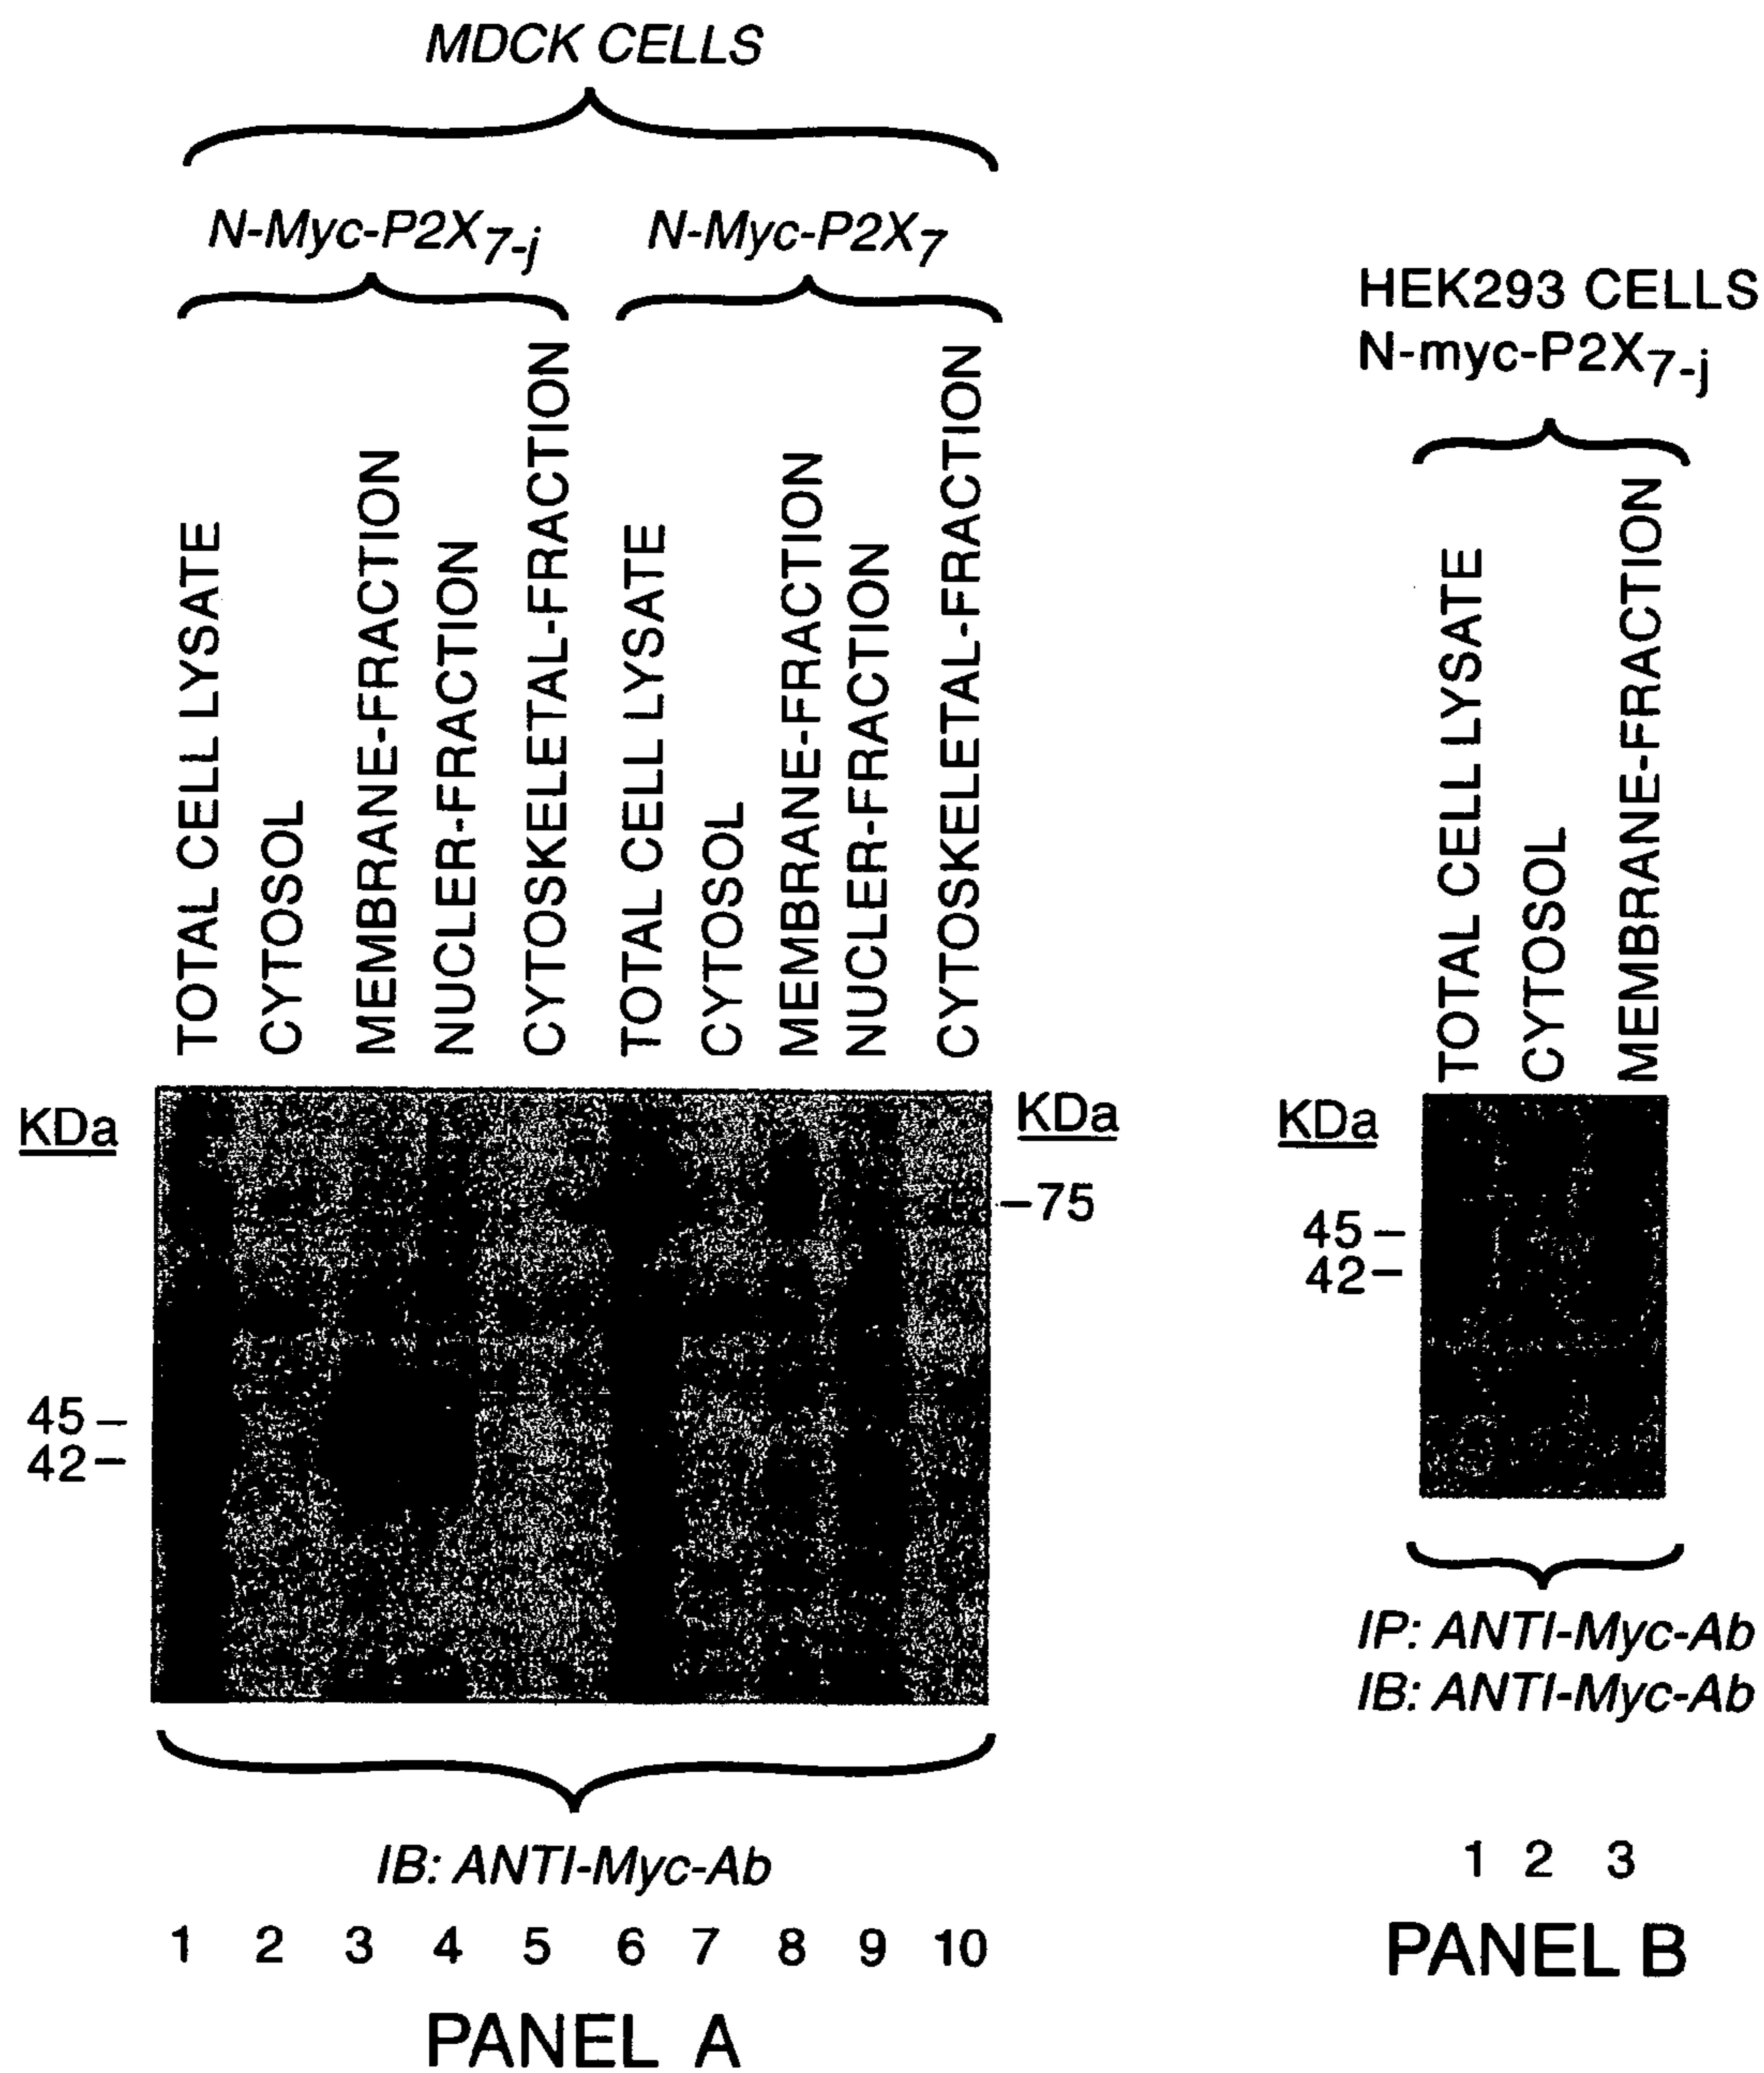 MDCK CELLS
N-Myc-P2X7-j
N-Myc-P2X7
TOTAL CELL LYSATE
CYTOSOL
MEMBRANE-FRACTION
NUCLER-FRACTION
CYTOSKELETAL-FRACTION
TOTAL CELL LYSATE
CYTOSOL
MEMBRANE-FRACTION
NUCLER-FRACTION
CYTOSKELETAL-FRACTION
KDa
45
42
KDa
75
IB: ANTI-Myc-Ab
1 2 3 4 5 6 7 8 9 10
PANEL A
HEK293 CELLS
N-myc-P2X7-j
TOTAL CELL LYSATE
CYTOSOL
MEMBRANE-FRACTION
KDa
45
42
IP: ANTI-Myc-Ab
IB: ANTI-Myc-Ab
1 2 3
PANEL B